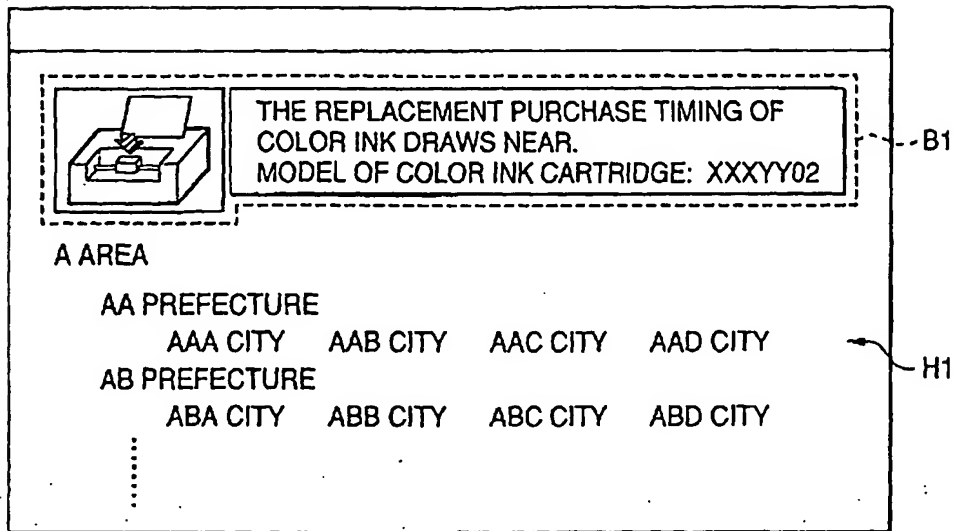 THE REPLACEMENT PURCHASE TIMING OF
COLOR INK DRAWS NEAR.
MODEL OF COLOR INK CARTRIDGE: XXXYY02
B1
A AREA
AA PREFECTURE
AAA CITY AAB CITY AAC CITY AAD CITY
H1
AB PREFECTURE
ABA CITY ABB CITY ABC CITY ABD CITY